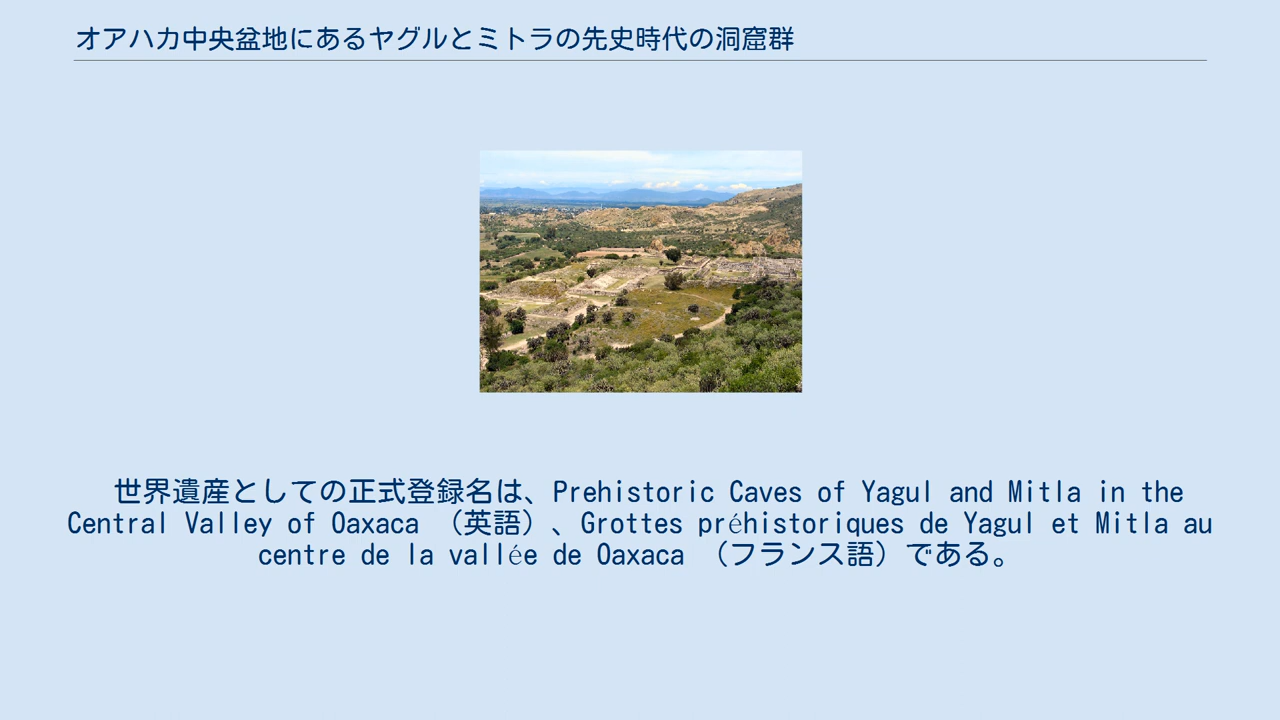 オアハカ中央盆地にあるヤグルとミトラの先史時代の洞窟群
世界遺産としての正式登録名は、Prehistoric Caves of Yagul and Mitla in the
Central Valley of Oaxaca （英語）、Grottes préhistoriques de Yagul et Mitla au
centre de la vallée de Oaxaca （フランス語）である。